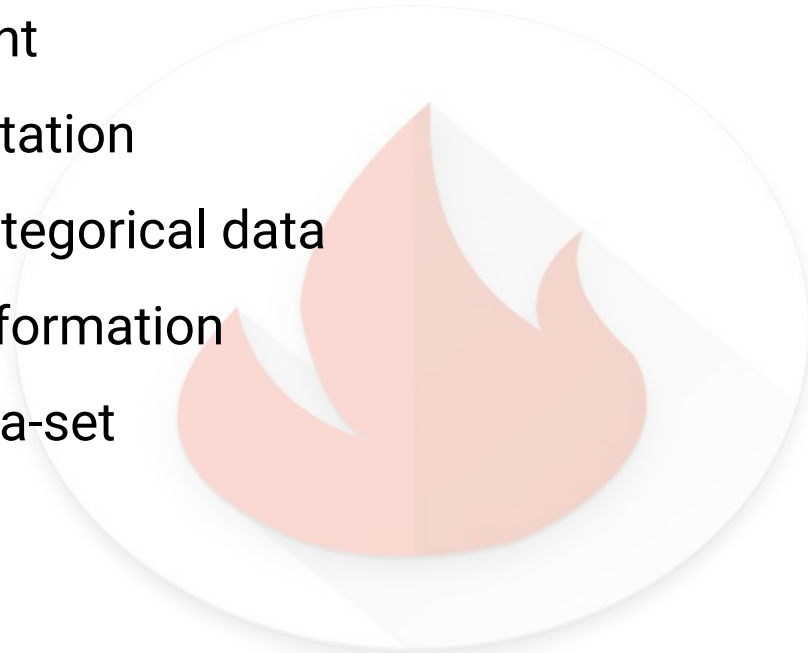 nt
tation
tegorical data
formation
a-set